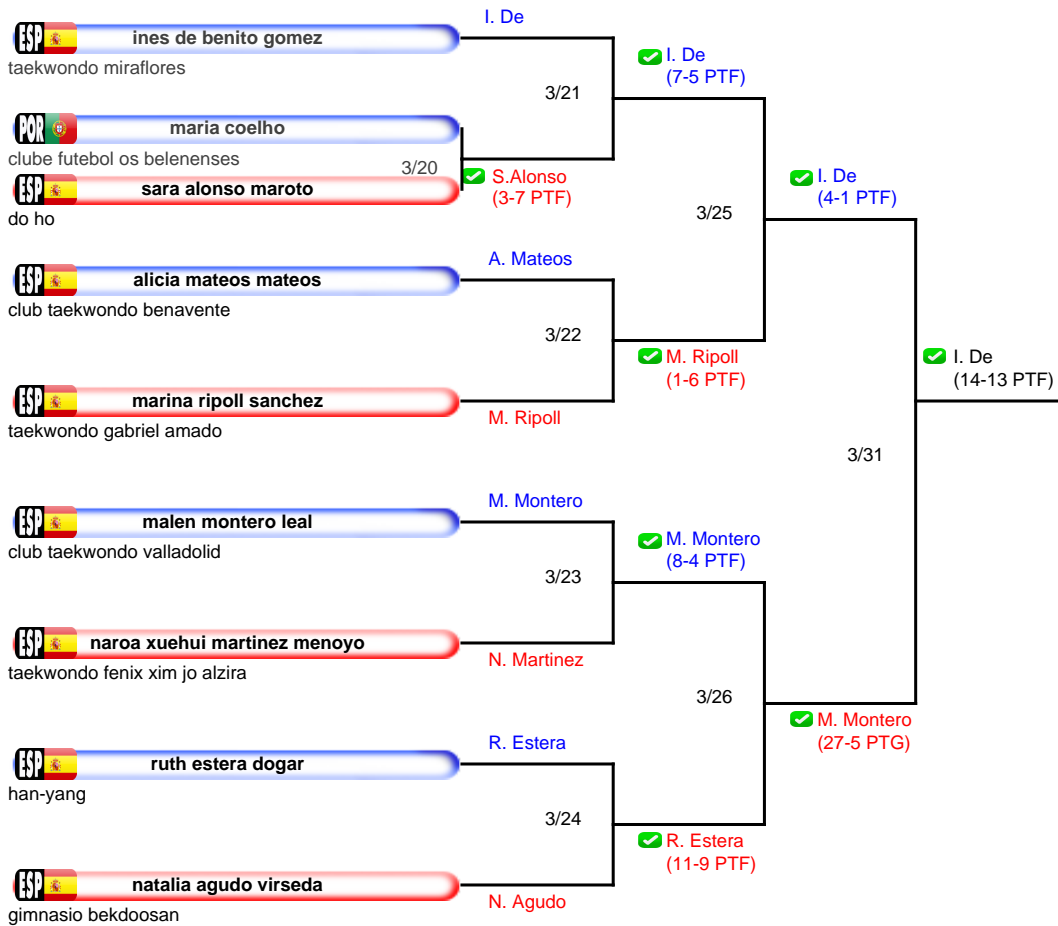 I. De
ESP ines de benito gomez
taekwondo miraflores
I. De
(7-5 PTF)
3/21
POR maria coelho
clube futebol os belenenses
3/20
S.Alonso
(3-7 PTF)
ESP sara alonso maroto
do ho
I. De
(4-1 PTF)
3/25
A. Mateos
ESP alicia mateos mateos
club taekwondo benavente
3/22
M. Ripoll
(1-6 PTF)
I. De
(14-13 PTF)
ESP marina ripoll sanchez
M. Ripoll
taekwondo gabriel amado
3/31
M. Montero
ESP malen montero leal
club taekwondo valladolid
M. Montero
(8-4 PTF)
3/23
ESP naroa xuehui martinez menoyo
N. Martinez
taekwondo fenix xim jo alzira
3/26
M. Montero
(27-5 PTG)
R. Estera
ESP ruth estera dogar
han-yang
3/24
R. Estera
(11-9 PTF)
ESP natalia agudo virseda
N. Agudo
gimnasio bekdoosan